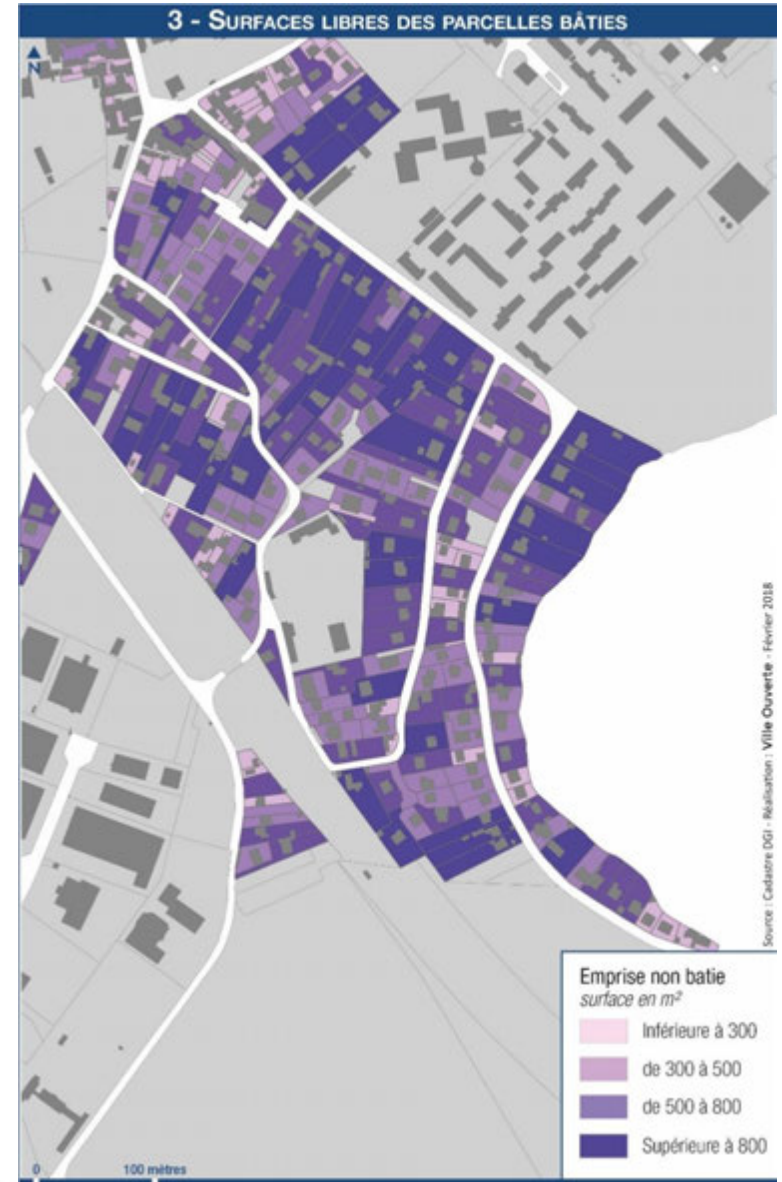 3 - SURFACES LIBRES DES PARCELLES BÂTIES
N
Source : Cadastre DGI - Réalisation : Ville Ouverte - Février 2018
Emprise non batie
surface en m²
Inférieure à 300
de 300 à 500
de 500 à 800
Supérieure à 800
0 100 mètres